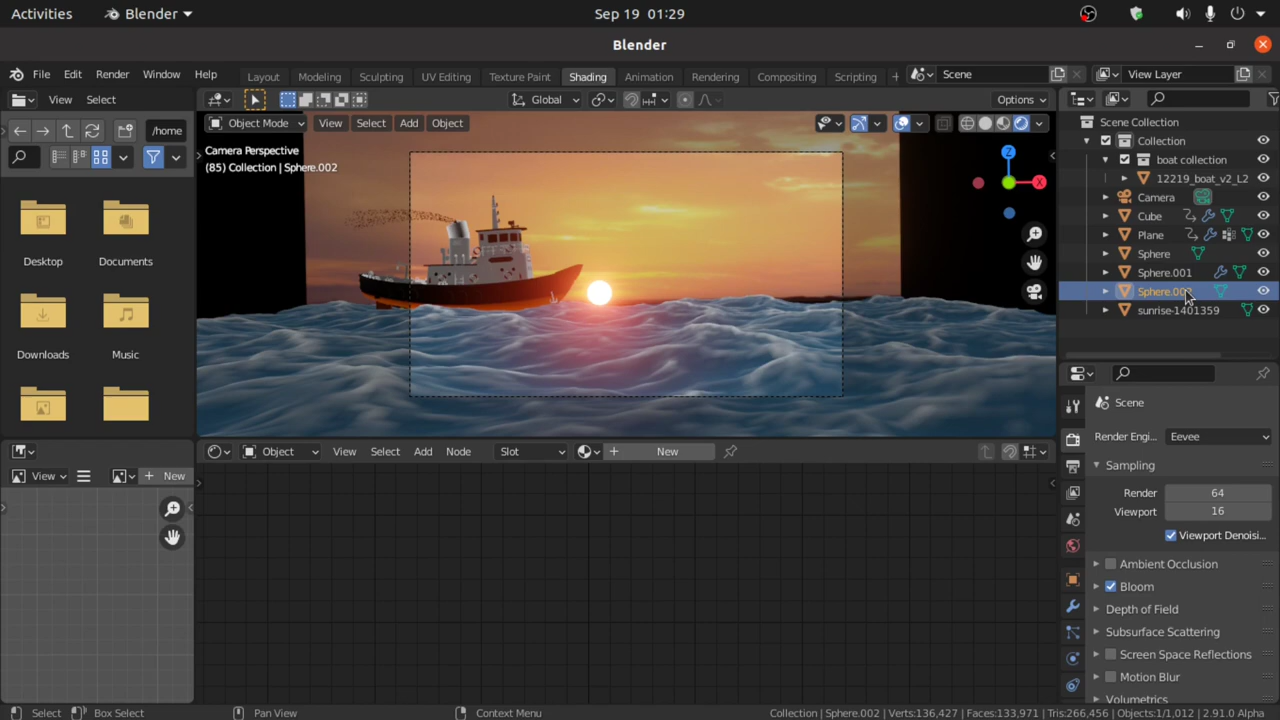 Activities Blender Sep 19 01:29
Blender
File Edit Render Window Help Layout Modeling Sculpting UV Editing Texture Paint Shading Animation Rendering Compositing Scripting + Scene View Layer
View Select Global Options
/home Object Mode View Select Add Object
Camera Perspective
(85) Collection | Sphere.002
Z
X
Desktop Documents
Downloads Music
Scene Collection
Collection
boat collection
12219_boat_v2_L2
Camera
Cube
Plane
Sphere
Sphere.001
Sphere.002
sunrise-1401359
Scene
Render Engi... Eevee
Sampling
Render 64
Viewport 16
Viewport Denoisi...
Ambient Occlusion
Bloom
Depth of Field
Subsurface Scattering
Screen Space Reflections
Motion Blur
Volumetrics
Object View Select Add Node Slot + New
View + New
Select Box Select Pan View Context Menu Collection | Sphere.002 | Verts:136,427 | Faces:133,971 | Tris:266,456 | Objects:1/1,012 | 2.91.0 Alpha